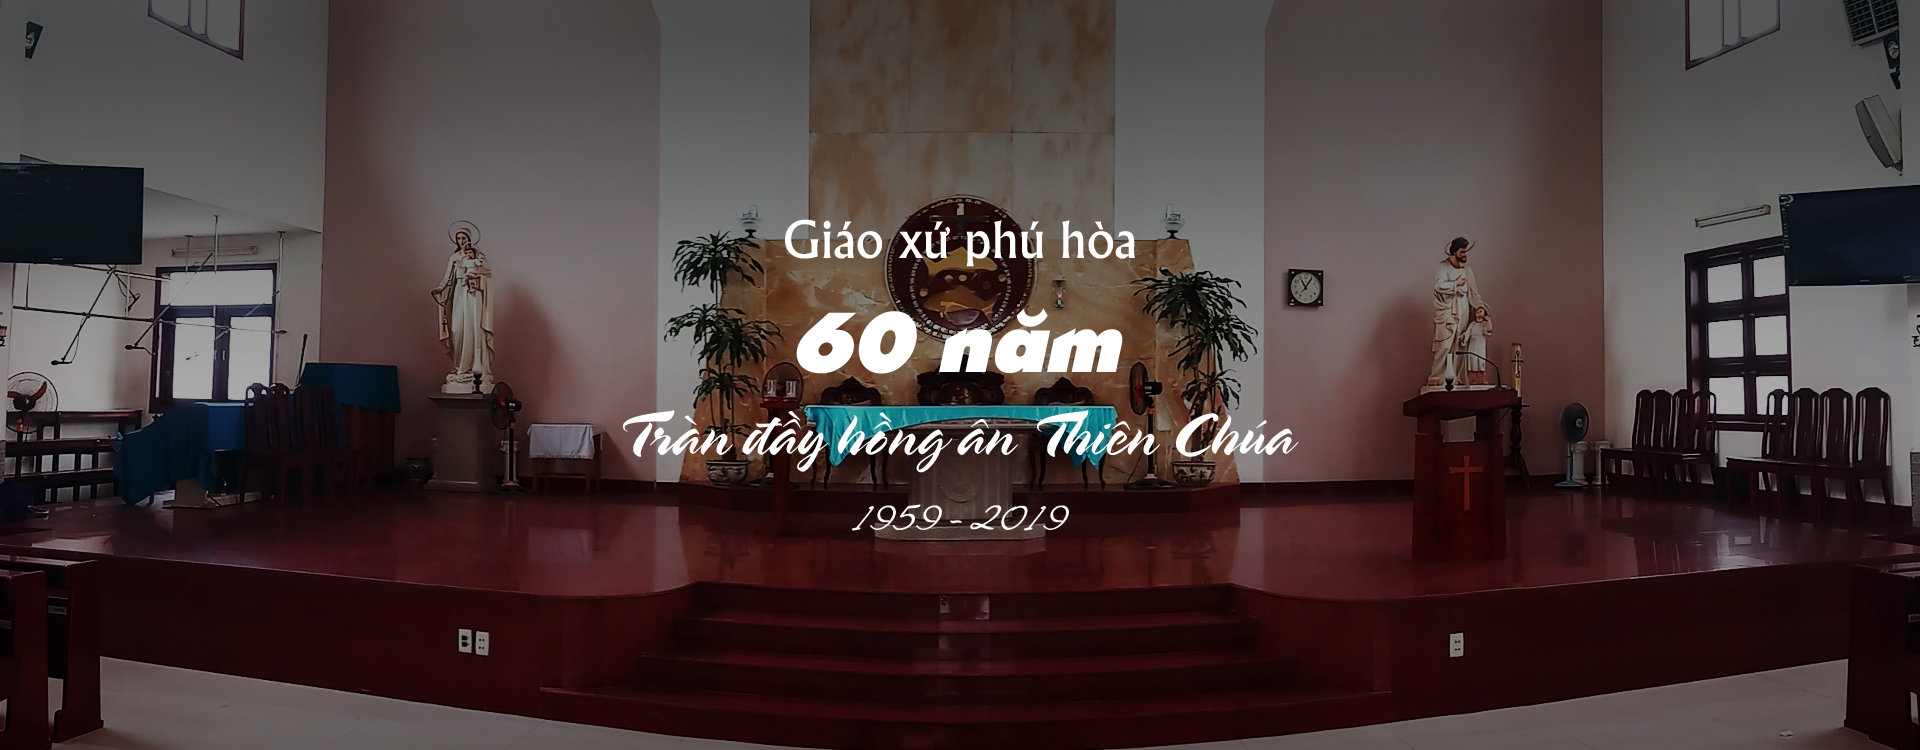 Giáo xứ phú hòa
60 năm
Tràn đầy hồng ân Thiên Chúa
1959 - 2019